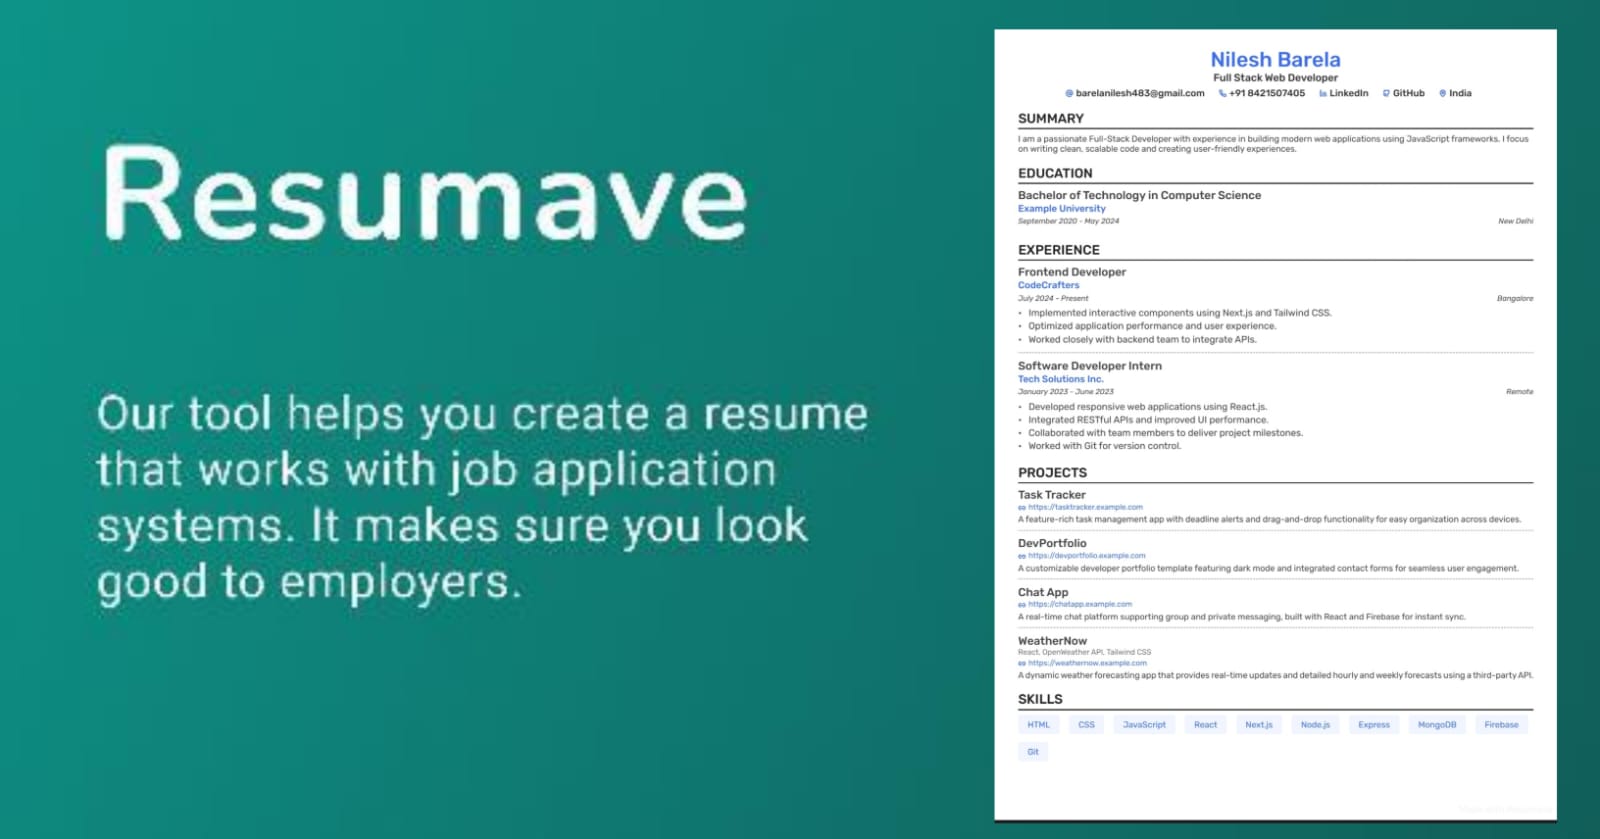 Resumave
Our tool helps you create a resume
that works with job application
systems. It makes sure you look
good to employers.
Nilesh Barela
Full Stack Web Developer
barelanilesh483@gmail.com +91 8421507405 LinkedIn GitHub India
SUMMARY
I am a passionate Full-Stack Developer with experience in building modern web applications using JavaScript frameworks. I focus
on writing clean, scalable code and creating user-friendly experiences.
EDUCATION
Bachelor of Technology in Computer Science
Example University
September 2020 - May 2024 New Delhi
EXPERIENCE
Frontend Developer
CodeCrafters
July 2024 - Present Bangalore
• Implemented interactive components using Next.js and Tailwind CSS.
• Optimized application performance and user experience.
• Worked closely with backend team to integrate APIs.
Software Developer Intern
Tech Solutions Inc.
January 2023 - June 2023 Remote
• Developed responsive web applications using React.js.
• Integrated RESTful APIs and improved UI performance.
• Collaborated with team members to deliver project milestones.
• Worked with Git for version control.
PROJECTS
Task Tracker
https://tasktracker.example.com
A feature-rich task management app with deadline alerts and drag-and-drop functionality for easy organization across devices.
DevPortfolio
https://devportfolio.example.com
A customizable developer portfolio template featuring dark mode and integrated contact forms for seamless user engagement.
Chat App
https://chatapp.example.com
A real-time chat platform supporting group and private messaging, built with React and Firebase for instant sync.
WeatherNow
React, OpenWeather API, Tailwind CSS
https://weathernow.example.com
A dynamic weather forecasting app that provides real-time updates and detailed hourly and weekly forecasts using a third-party API.
SKILLS
HTML CSS JavaScript React Next.js Node.js Express MongoDB Firebase
Git